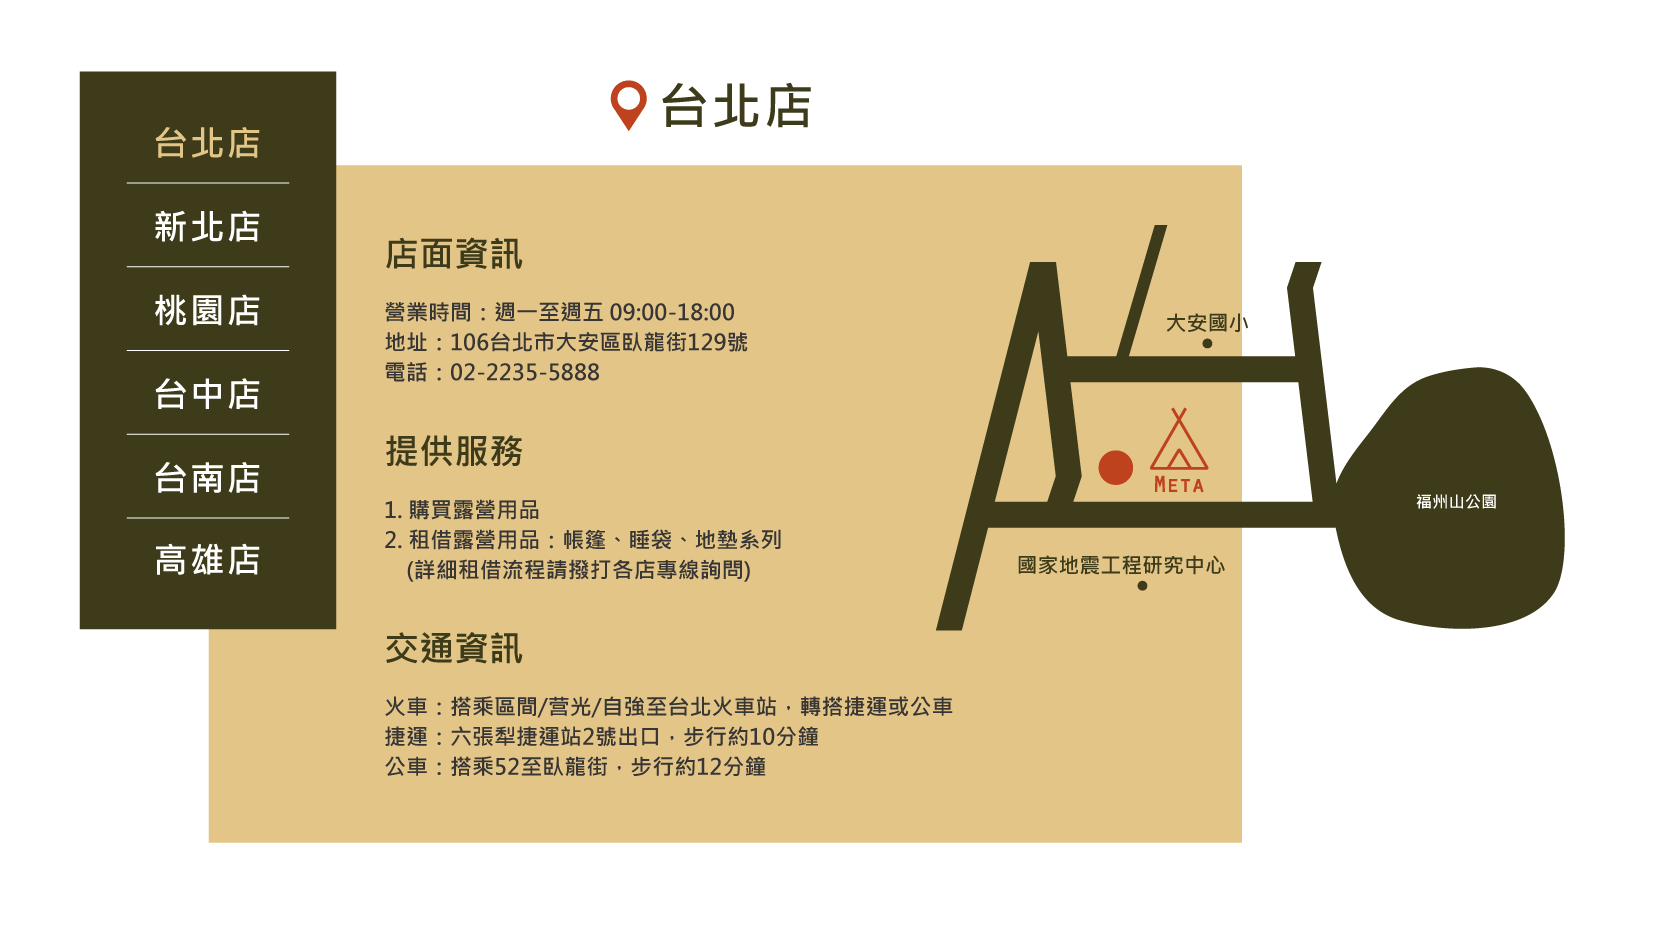 台北店
新北店
桃園店
台中店
台南店
高雄店
台北店
店面資訊
營業時間：週一至週五 09:00-18:00
地址：106台北市大安區臥龍街129號
電話：02-2235-5888
提供服務
1. 購買露營用品
2. 租借露營用品：帳篷、睡袋、地墊系列
(詳細租借流程請撥打各店專線詢問)
交通資訊
火車：搭乘區間/营光/自強至台北火車站，轉搭捷運或公車
捷運：六張犁捷運站2號出口，步行約10分鐘
公車：搭乘52至臥龍街，步行約12分鐘
大安國小
META
福州山公園
國家地震工程研究中心